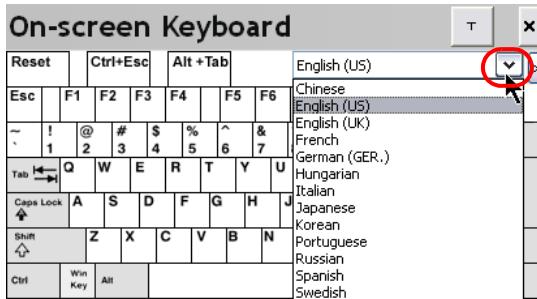 On-screen Keyboard T ×
Reset Ctrl+Esc Alt +Tab English (US)
Chinese
Esc F1 F2 F3 F4 F5 F6 English (US)
English (UK)
~ ! @ # $ % ^ &
` 1 2 3 4 5 6 7 French
German (GER.)
Tab Q W E R T Y U Hungarian
Italian
Caps Lock A S D F G H J Japanese
Korean
Shift Z X C V B N Portuguese
Russian
Ctrl Win Key Alt Spanish
Swedish